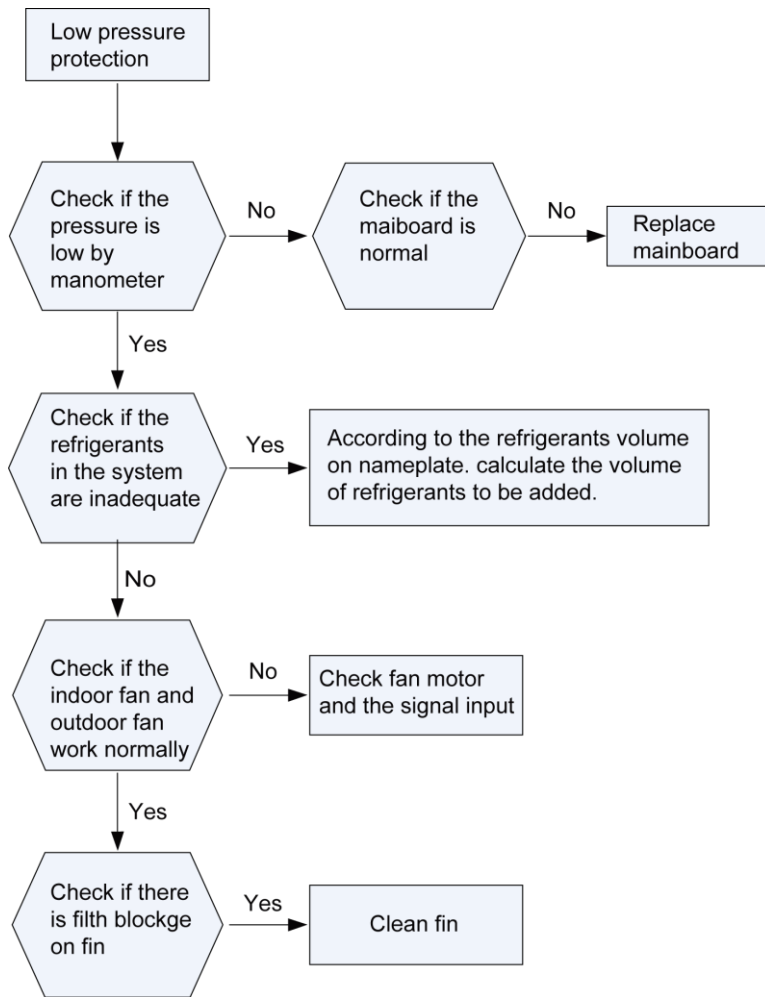 Low pressure
protection
Check if the
pressure is
low by
manometer
No
Check if the
maiboard is
normal
No
Replace
mainboard
Yes
Check if the
refrigerants
in the system
are inadequate
Yes
According to the refrigerants volume
on nameplate. calculate the volume
of refrigerants to be added.
No
Check if the
indoor fan and
outdoor fan
work normally
No
Check fan motor
and the signal input
Yes
Check if there
is filth blockge
on fin
Yes
Clean fin